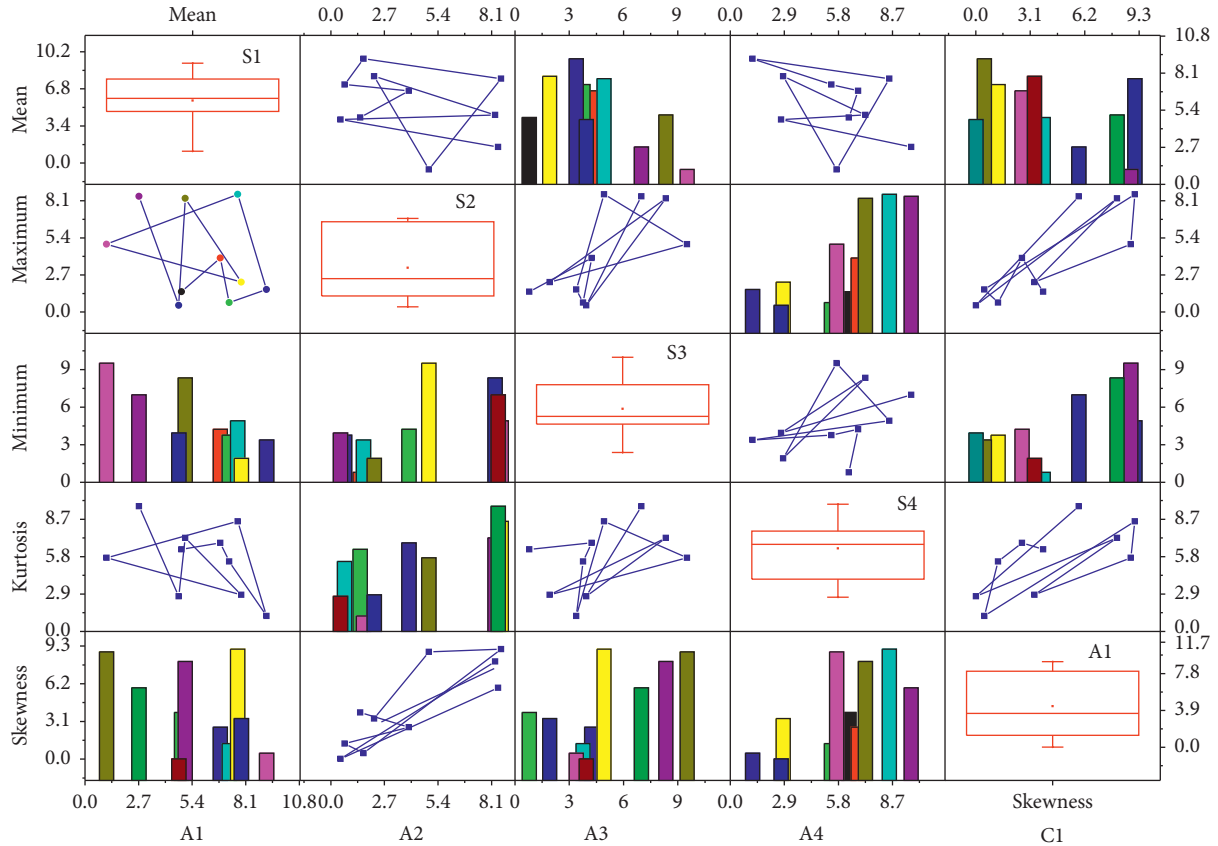 Mean 0.0 2.7 5.4 8.1 0 3 6 9 0.0 2.9 5.8 8.7 0.0 3.1 6.2 9.3
Mean 10.2 6.8 3.4 0.0 S1 10.8 8.1 5.4 2.7 0.0
Maximum 8.1 5.4 2.7 0.0 S2 8.1 5.4 2.7 0.0
Minimum 9 6 3 0 S3 9 6 3 0
Kurtosis 8.7 5.8 2.9 0.0 S4 8.7 5.8 2.9 0.0
Skewness 9.3 6.2 3.1 0.0 A1 11.7 7.8 3.9 0.0
0.0 2.7 5.4 8.1 10.8 0.0 2.7 5.4 8.1 0 3 6 9 0.0 2.9 5.8 8.7 Skewness
A1 A2 A3 A4 C1